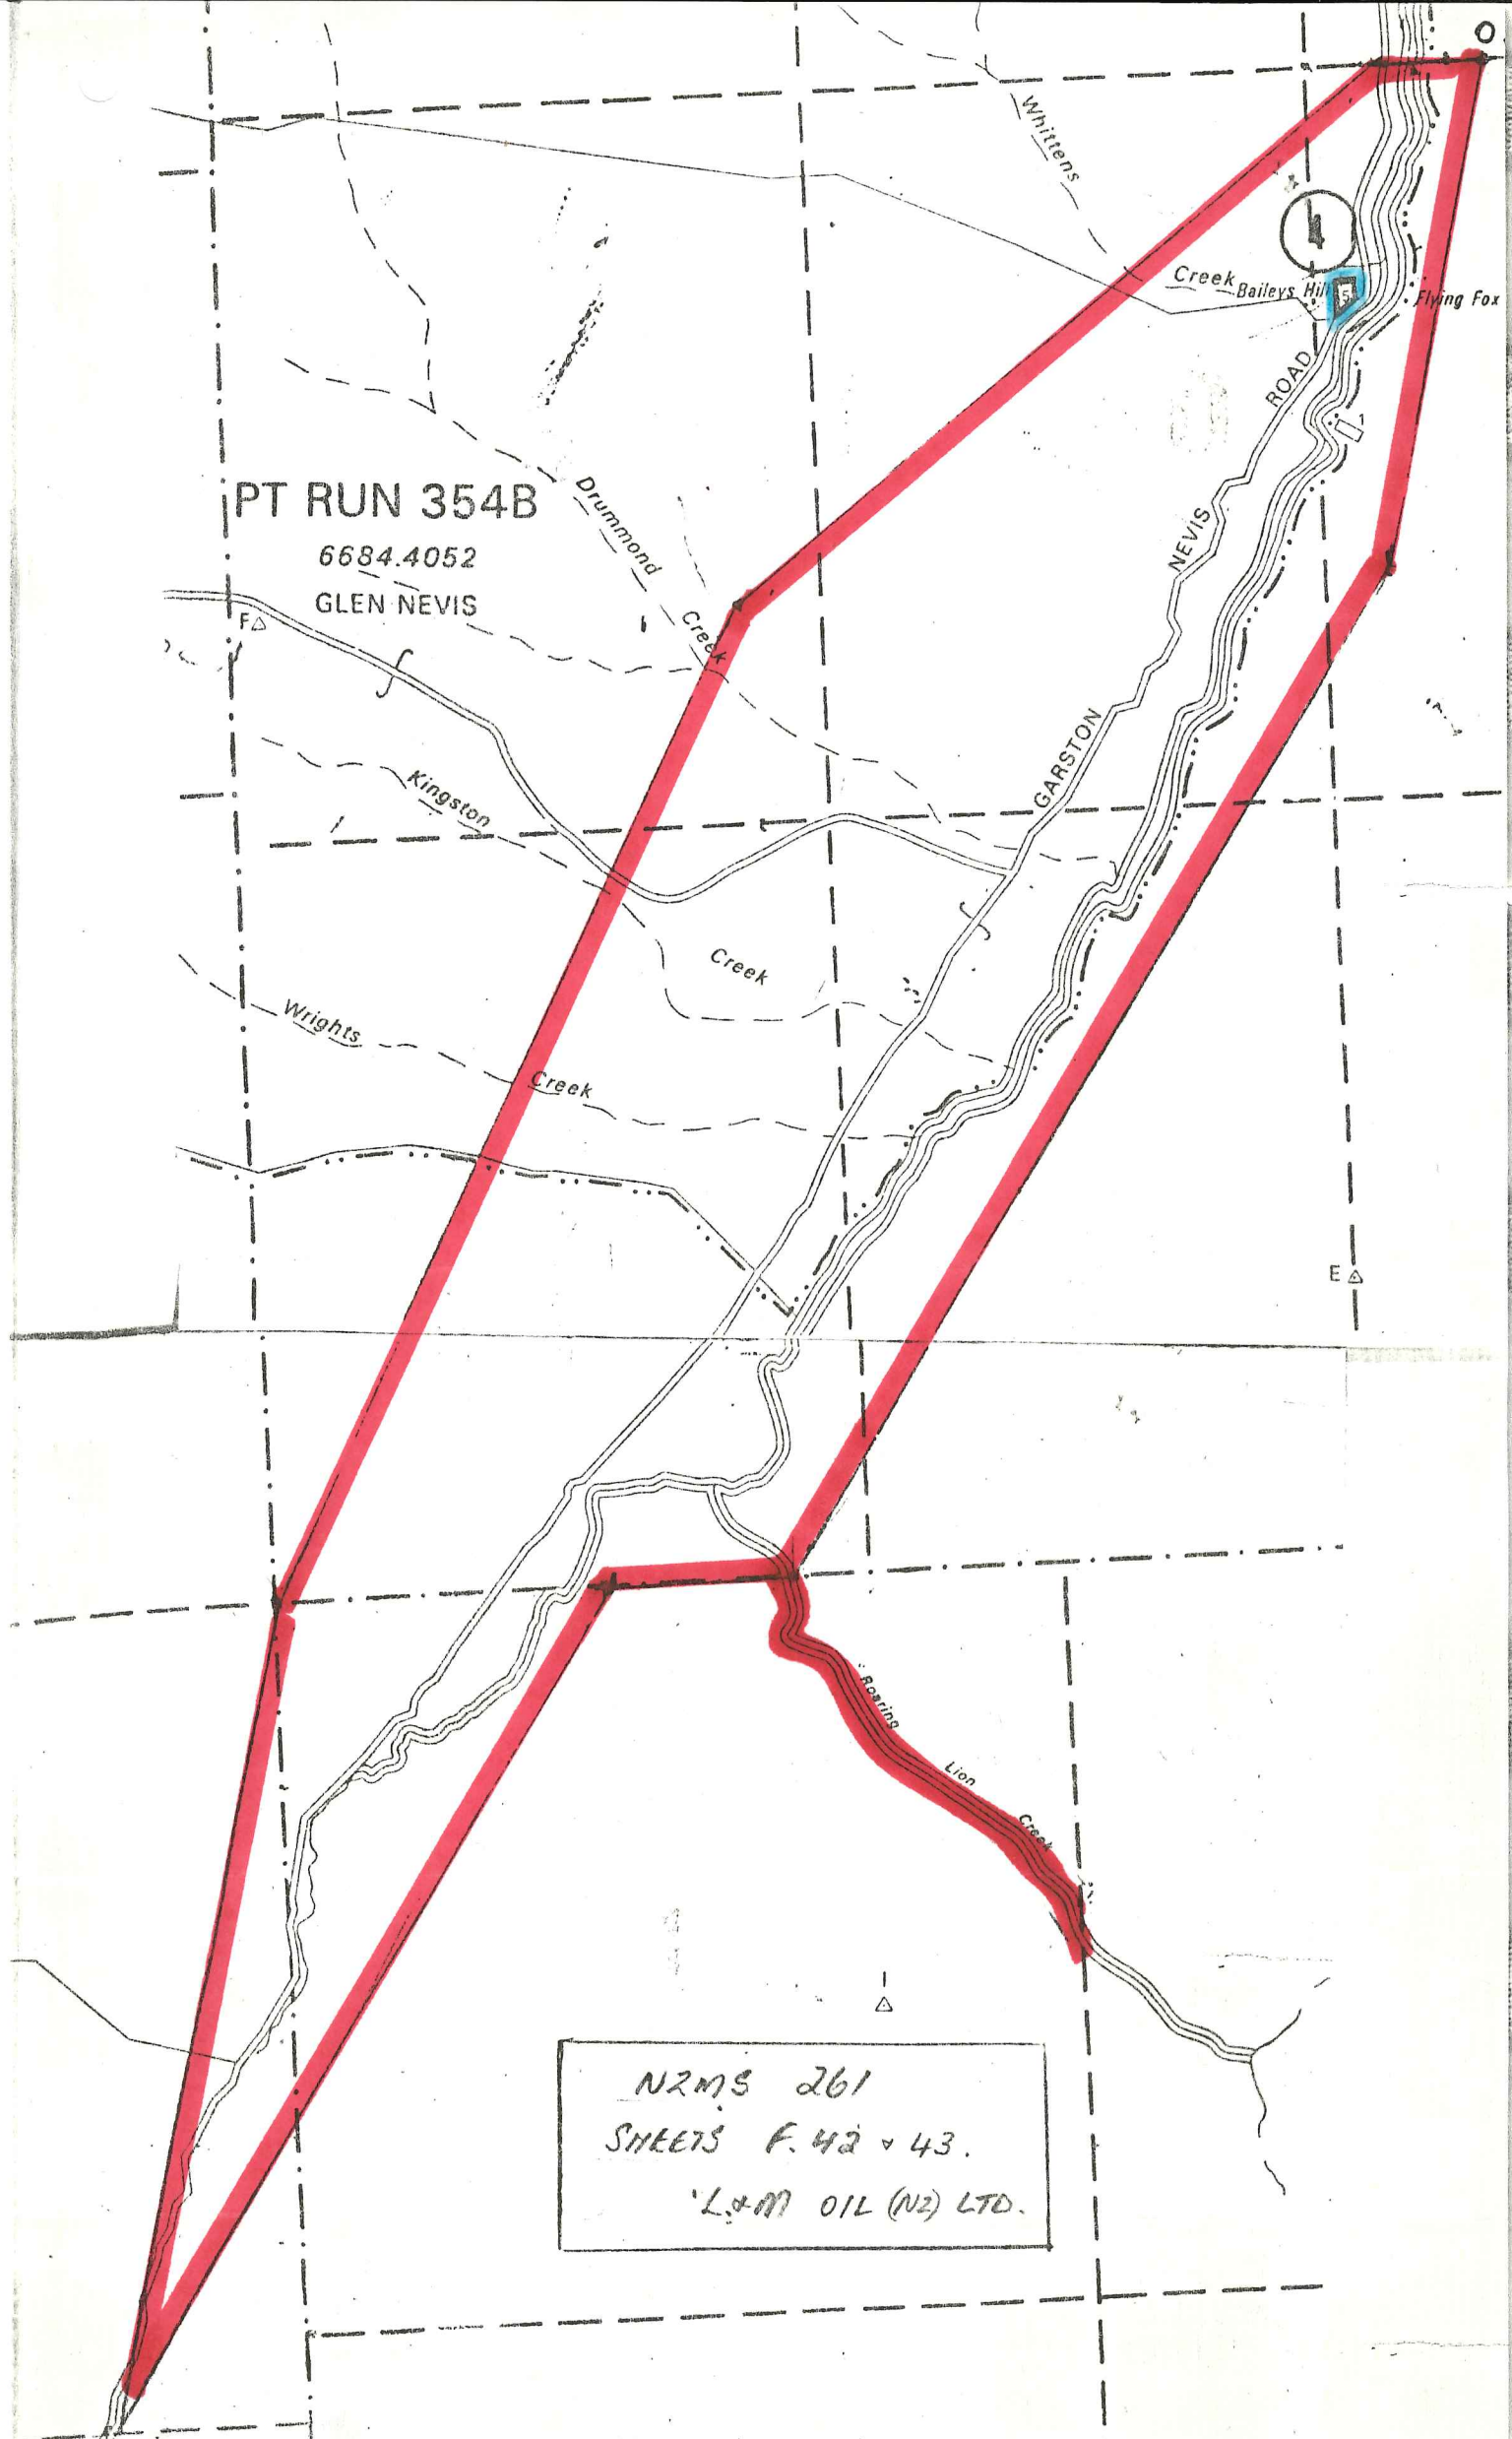 O
Whittens
Creek
4
Baileys Hill
5
Flying Fox
ROAD
1
PT RUN 354B
6684.4052
GLEN NEVIS
F
Drummond
Creek
NEVIS
GARSTON
Kingston
Creek
Wrights
Creek
E
Roaring
Lion
Creek
I
NZMS 261
SHEETS F. 42 & 43.
'L&M OIL (NZ) LTD.